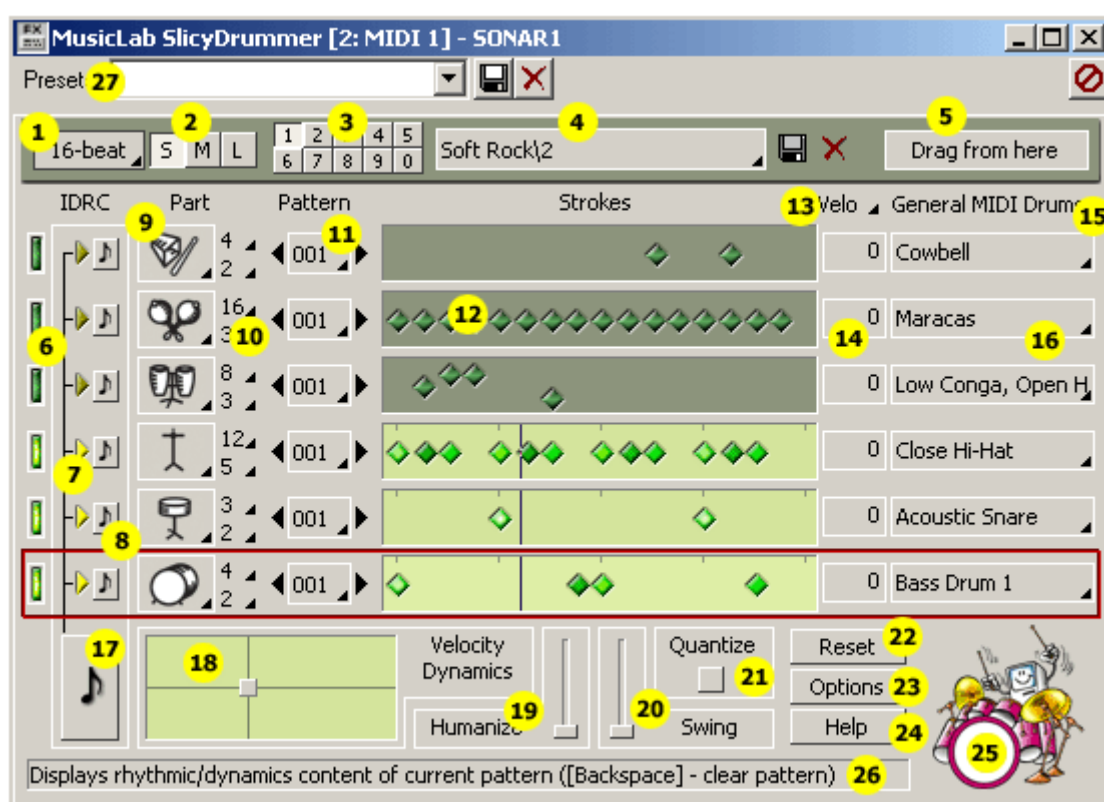 MusicLab SlicyDrummer [2: MIDI 1] - SONAR1
Preset 27
1 2 3 4 5
16-beat S M L
1 2 4 5
6 7 8 9 0
Soft Rock\2
Drag from here
IDRC Part Pattern Strokes 13 Velo General MIDI Drums 15
9 4 2 11 001 0 Cowbell
6 16 3 10 001 12 14 0 Maracas 16
8 3 001 0 Low Conga, Open H
7 12 5 001 0 Close Hi-Hat
8 3 2 001 0 Acoustic Snare
4 2 001 0 Bass Drum 1
17 18 Velocity Quantize Reset 22
Dynamics 21 Options 23
Humanize 19 20 Swing Help 24
25
Displays rhythmic/dynamics content of current pattern ([Backspace] - clear pattern) 26